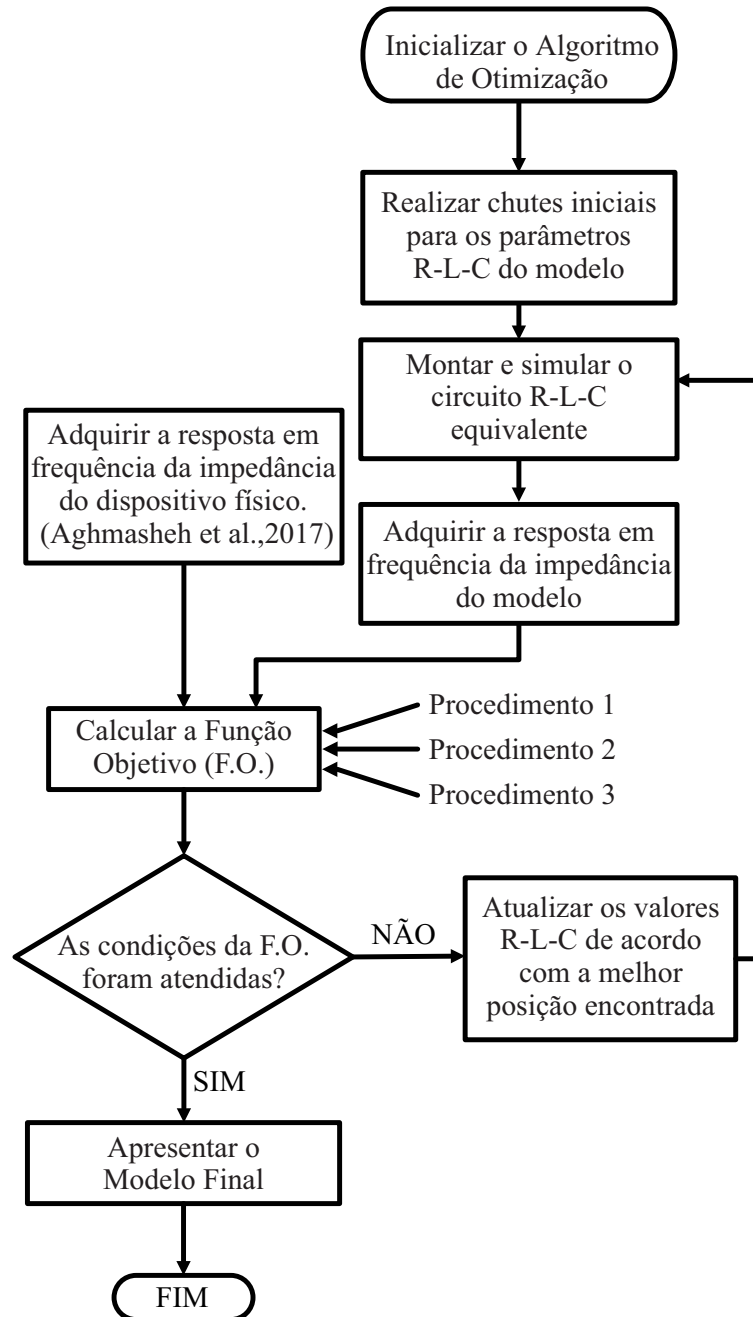 Inicializar o Algoritmo
de Otimização
Realizar chutes iniciais
para os parâmetros
R-L-C do modelo
Montar e simular o
circuito R-L-C
equivalente
Adquirir a resposta em
frequência da impedância
do dispositivo físico.
(Aghmasheh et al.,2017)
Adquirir a resposta em
frequência da impedância
do modelo
Calcular a Função
Objetivo (F.O.)
Procedimento 1
Procedimento 2
Procedimento 3
As condições da F.O.
foram atendidas?
NÃO
Atualizar os valores
R-L-C de acordo
com a melhor
posição encontrada
SIM
Apresentar o
Modelo Final
FIM